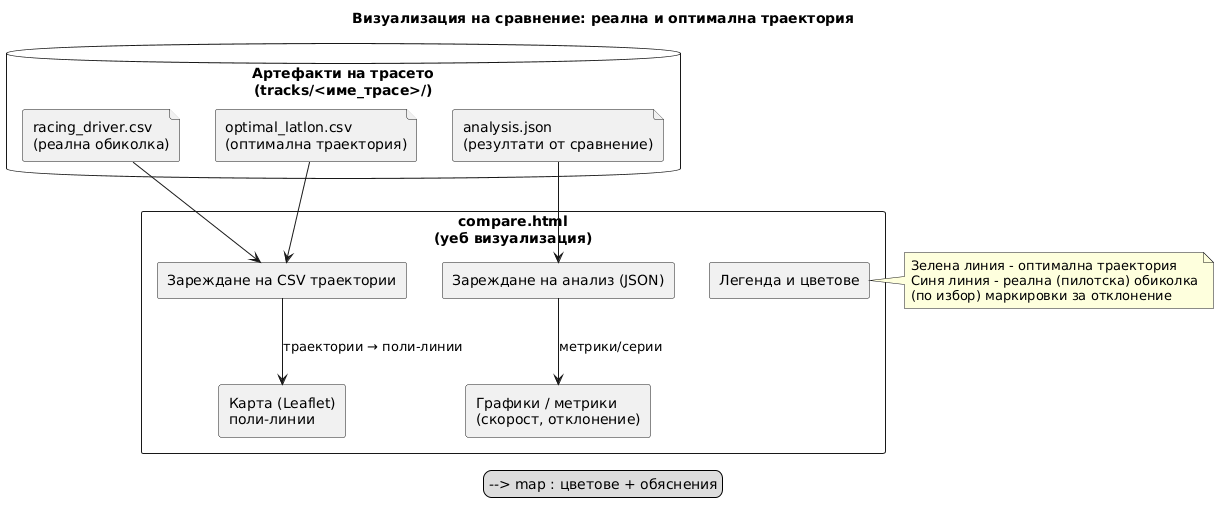 Визуализация на сравнение: реална и оптимална траектория
Артефакти на трасето
(tracks/<име_трасе>/)
racing_driver.csv
(реална обиколка)
optimal_latlon.csv
(оптимална траектория)
analysis.json
(резултати от сравнение)
compare.html
(уеб визуализация)
Зареждане на CSV траектории
Зареждане на анализ (JSON)
Легенда и цветове
Зелена линия - оптимална траектория
Синя линия - реална (пилотска) обиколка
(по избор) маркировки за отклонение
траектории → поли-линии
метрики/серии
Карта (Leaflet)
поли-линии
Графики / метрики
(скорост, отклонение)
--> map : цветове + обяснения